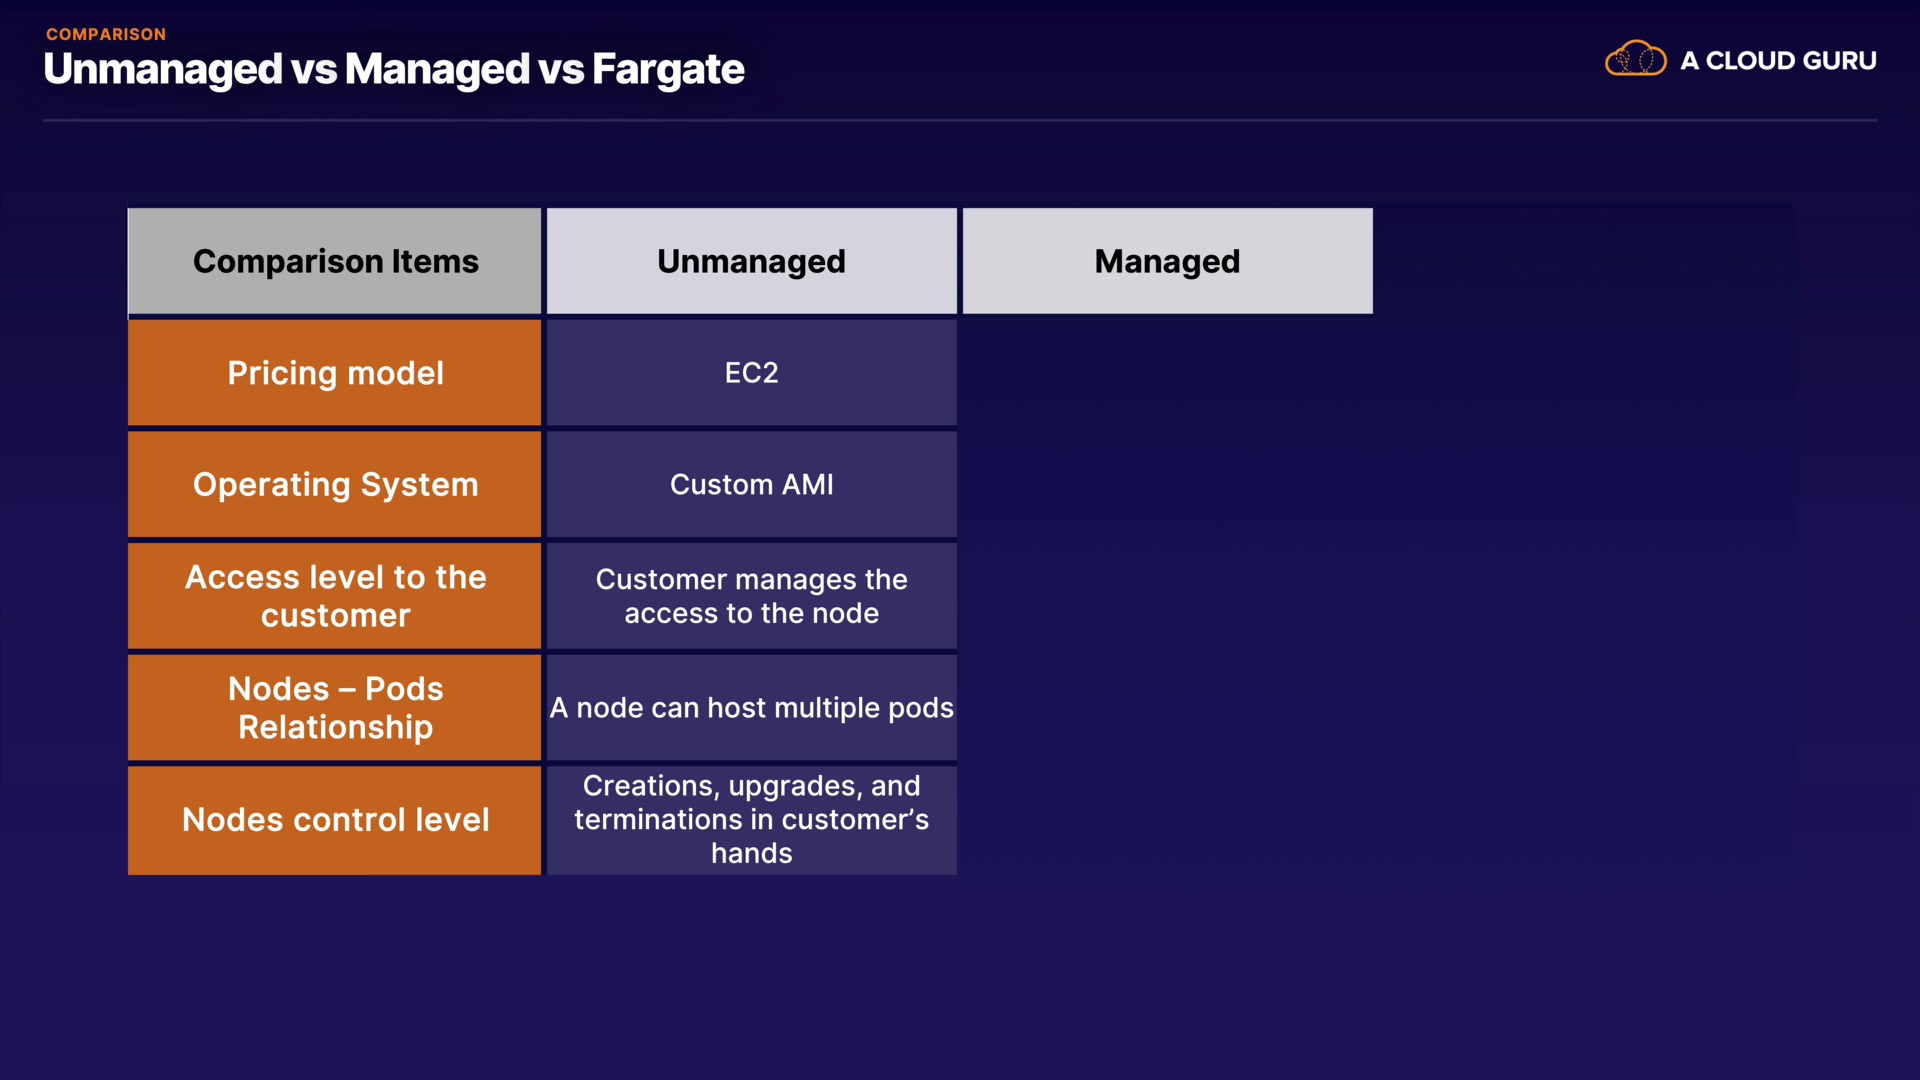 COMPARISON
Unmanaged vs Managed vs Fargate
A CLOUD GURU
Comparison Items
Unmanaged
Managed
Pricing model
EC2
Operating System
Custom AMI
Access level to the
customer
Customer manages the
access to the node
Nodes – Pods
Relationship
A node can host multiple pods
Nodes control level
Creations, upgrades, and
terminations in customer’s
hands